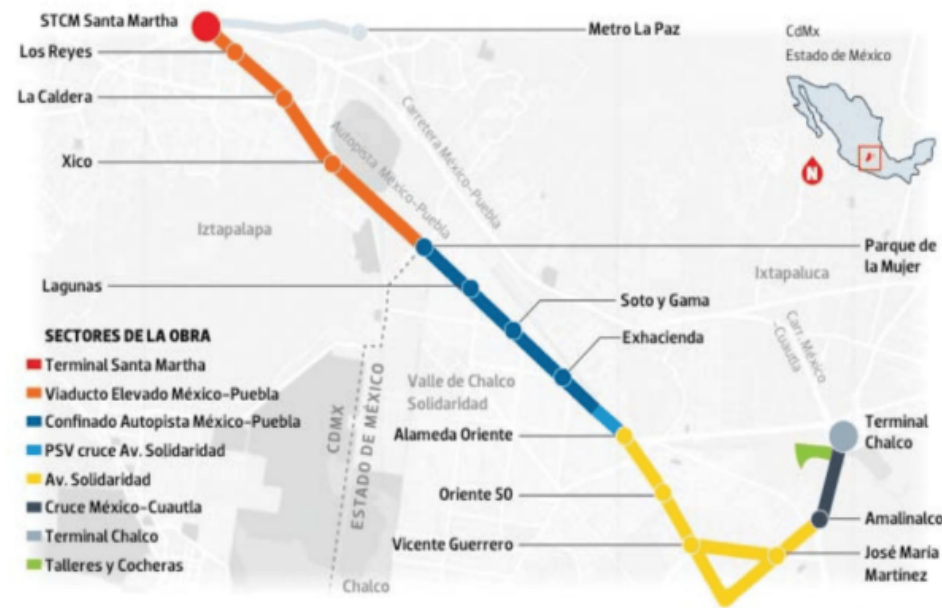 STCM Santa Martha
Los Reyes
La Caldera
Xico
Metro La Paz
CdMx
Estado de México
N
Carretera México-Puebla
Autopista México-Puebla
Iztapalapa
Parque de
la Mujer
Ixtapaluca
Lagunas
Soto y Gama
Exhacienda
Carr. México
-Cuauta
SECTORES DE LA OBRA
Terminal Santa Martha
Viaducto Elevado México-Puebla
Confinado Autopista México-Puebla
PSV cruce Av. Solidaridad
Av. Solidaridad
Cruce México-Cuautla
Terminal Chalco
Talleres y Cocheras
CDMX
ESTADO DE MÉXICO
Valle de Chalco
Solidaridad
Alameda Oriente
Oriente 50
Vicente Guerrero
Terminal
Chalco
Amalinalco
José María
Martínez
Chalco